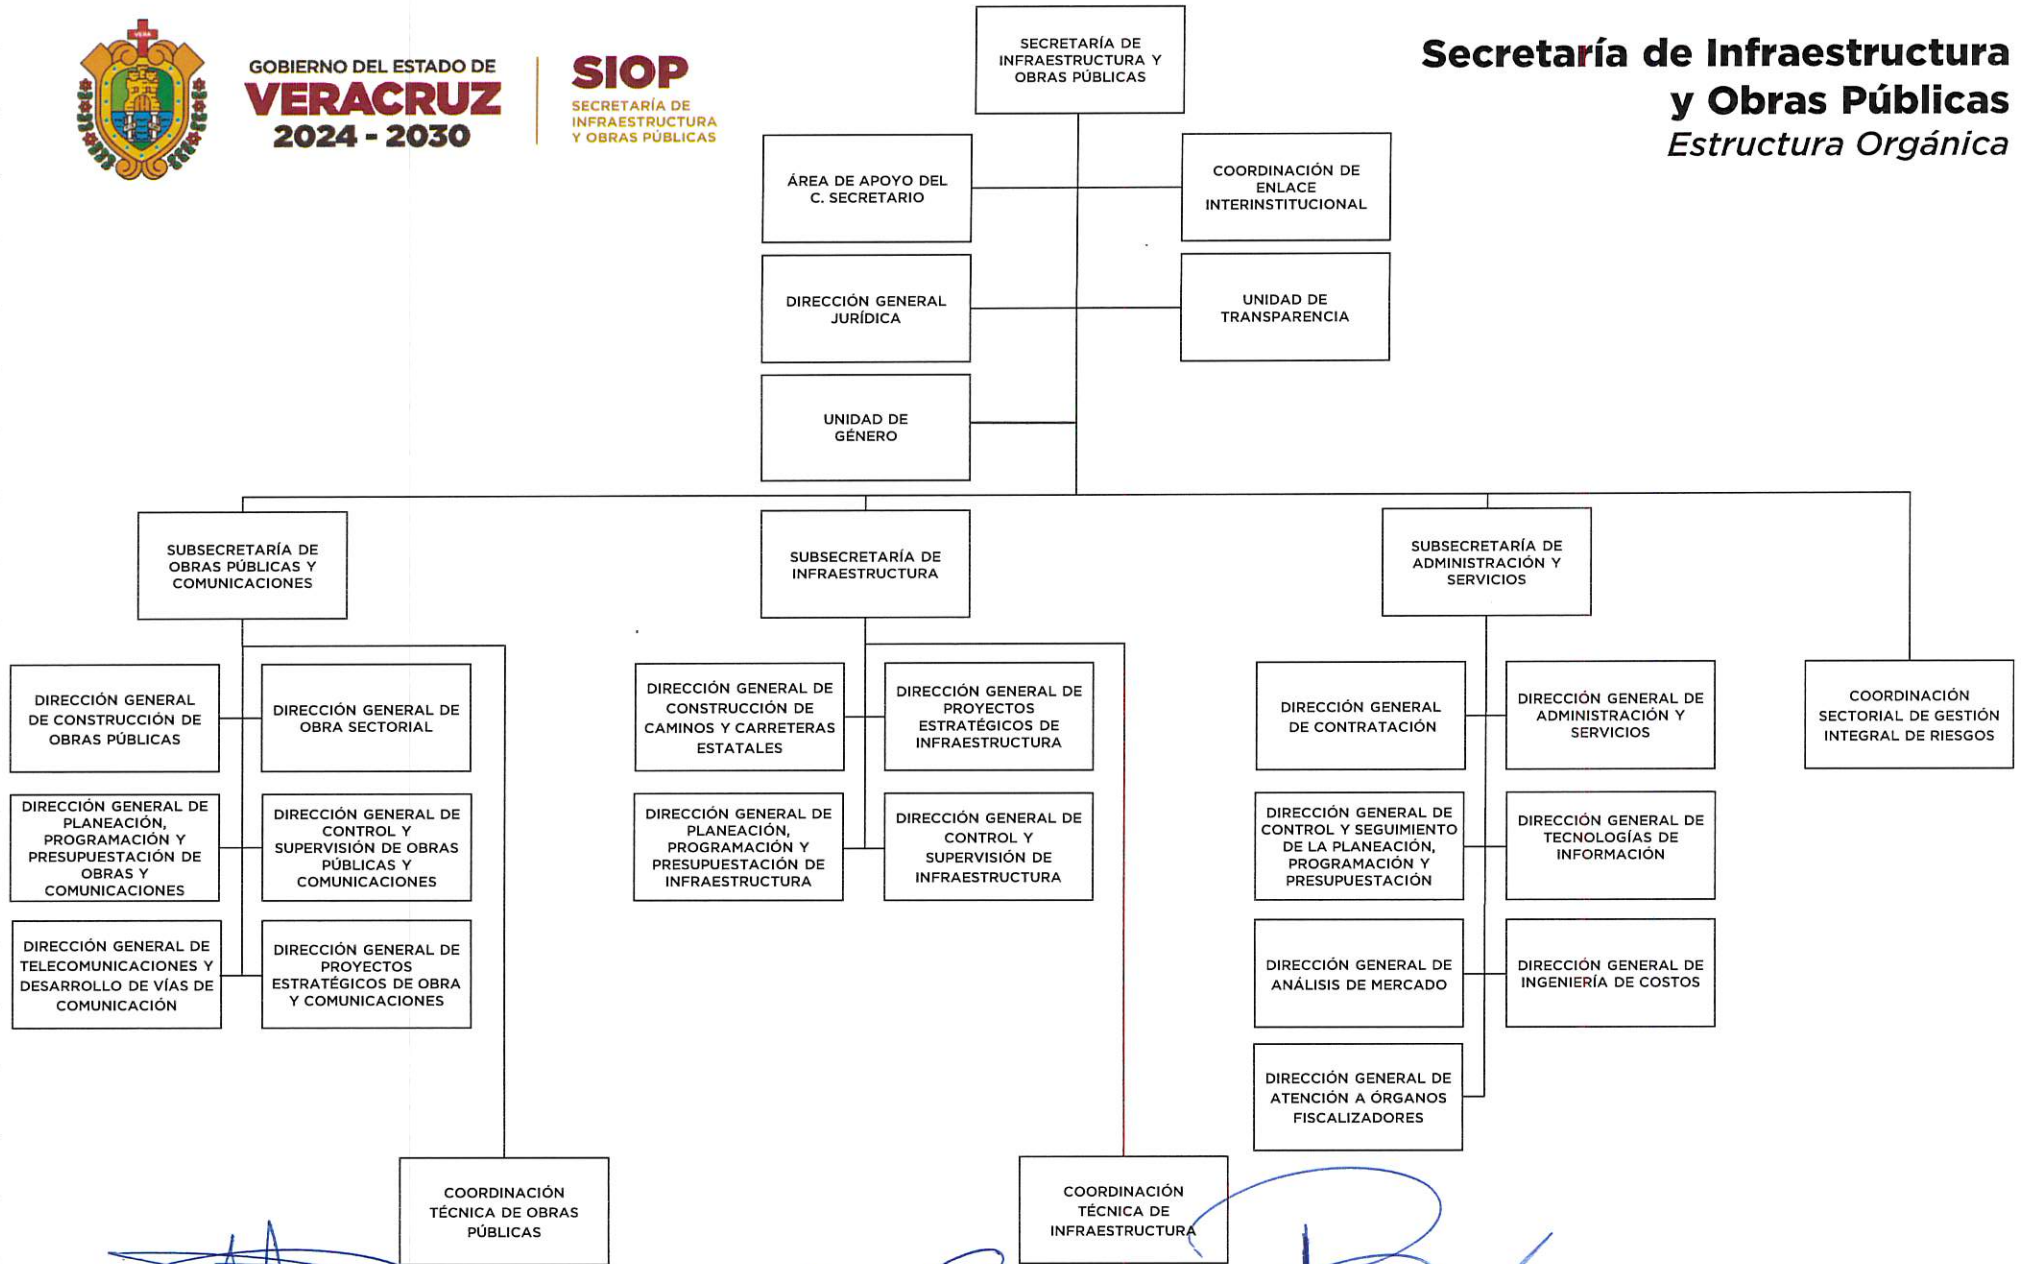 VERA
GOBIERNO DEL ESTADO DE
VERACRUZ
2024 - 2030
SIOP
SECRETARÍA DE
INFRAESTRUCTURA
Y OBRAS PÚBLICAS
SECRETARÍA DE
INFRAESTRUCTURA Y
OBRAS PÚBLICAS
Secretaría de Infraestructura
y Obras Públicas
Estructura Orgánica
ÁREA DE APOYO DEL
C. SECRETARIO
COORDINACIÓN DE
ENLACE
INTERINSTITUCIONAL
DIRECCIÓN GENERAL
JURÍDICA
UNIDAD DE
TRANSPARENCIA
UNIDAD DE
GÉNERO
SUBSECRETARÍA DE
OBRAS PÚBLICAS Y
COMUNICACIONES
SUBSECRETARÍA DE
INFRAESTRUCTURA
SUBSECRETARÍA DE
ADMINISTRACIÓN Y
SERVICIOS
DIRECCIÓN GENERAL
DE CONSTRUCCIÓN DE
OBRAS PÚBLICAS
DIRECCIÓN GENERAL DE
OBRA SECTORIAL
DIRECCIÓN GENERAL DE
CONSTRUCCIÓN DE
CAMINOS Y CARRETERAS
ESTATALES
DIRECCIÓN GENERAL DE
PROYECTOS
ESTRATÉGICOS DE
INFRAESTRUCTURA
DIRECCIÓN GENERAL
DE CONTRATACIÓN
DIRECCIÓN GENERAL DE
ADMINISTRACIÓN Y
SERVICIOS
COORDINACIÓN
SECTORIAL DE GESTIÓN
INTEGRAL DE RIESGOS
DIRECCIÓN GENERAL DE
PLANEACIÓN,
PROGRAMACIÓN Y
PRESUPUESTACIÓN DE
OBRAS Y
COMUNICACIONES
DIRECCIÓN GENERAL DE
CONTROL Y
SUPERVISIÓN DE OBRAS
PÚBLICAS Y
COMUNICACIONES
DIRECCIÓN GENERAL DE
PLANEACIÓN,
PROGRAMACIÓN Y
PRESUPUESTACIÓN DE
INFRAESTRUCTURA
DIRECCIÓN GENERAL DE
CONTROL Y
SUPERVISIÓN DE
INFRAESTRUCTURA
DIRECCIÓN GENERAL DE
CONTROL Y SEGUIMIENTO
DE LA PLANEACIÓN,
PROGRAMACIÓN Y
PRESUPUESTACIÓN
DIRECCIÓN GENERAL DE
TECNOLOGÍAS DE
INFORMACIÓN
DIRECCIÓN GENERAL DE
TELECOMUNICACIONES Y
DESARROLLO DE VÍAS DE
COMUNICACIÓN
DIRECCIÓN GENERAL DE
PROYECTOS
ESTRATÉGICOS DE OBRA
Y COMUNICACIONES
DIRECCIÓN GENERAL DE
ANÁLISIS DE MERCADO
DIRECCIÓN GENERAL DE
INGENIERÍA DE COSTOS
DIRECCIÓN GENERAL DE
ATENCIÓN A ÓRGANOS
FISCALIZADORES
COORDINACIÓN
TÉCNICA DE OBRAS
PÚBLICAS
COORDINACIÓN
TÉCNICA DE
INFRAESTRUCTURA